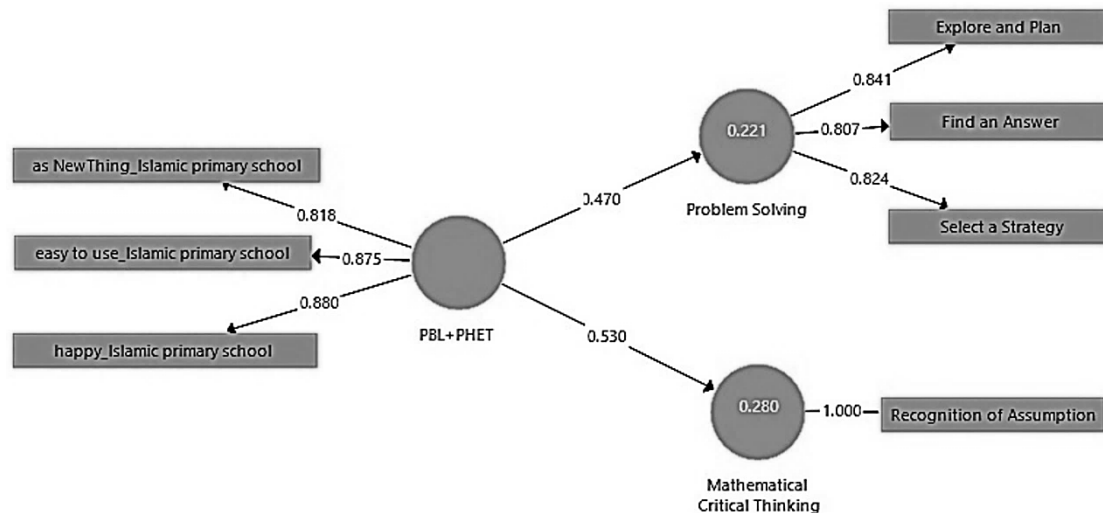 Explore and Plan
0.841
0.221
0.807
Find an Answer
0.824
Problem Solving
Select a Strategy
as NewThing_Islamic primary school
0.818
0.470
easy to use_Islamic primary school
0.875
0.880
PBL+PHET
happy_Islamic primary school
0.530
0.280
1.000
Recognition of Assumption
Mathematical
Critical Thinking